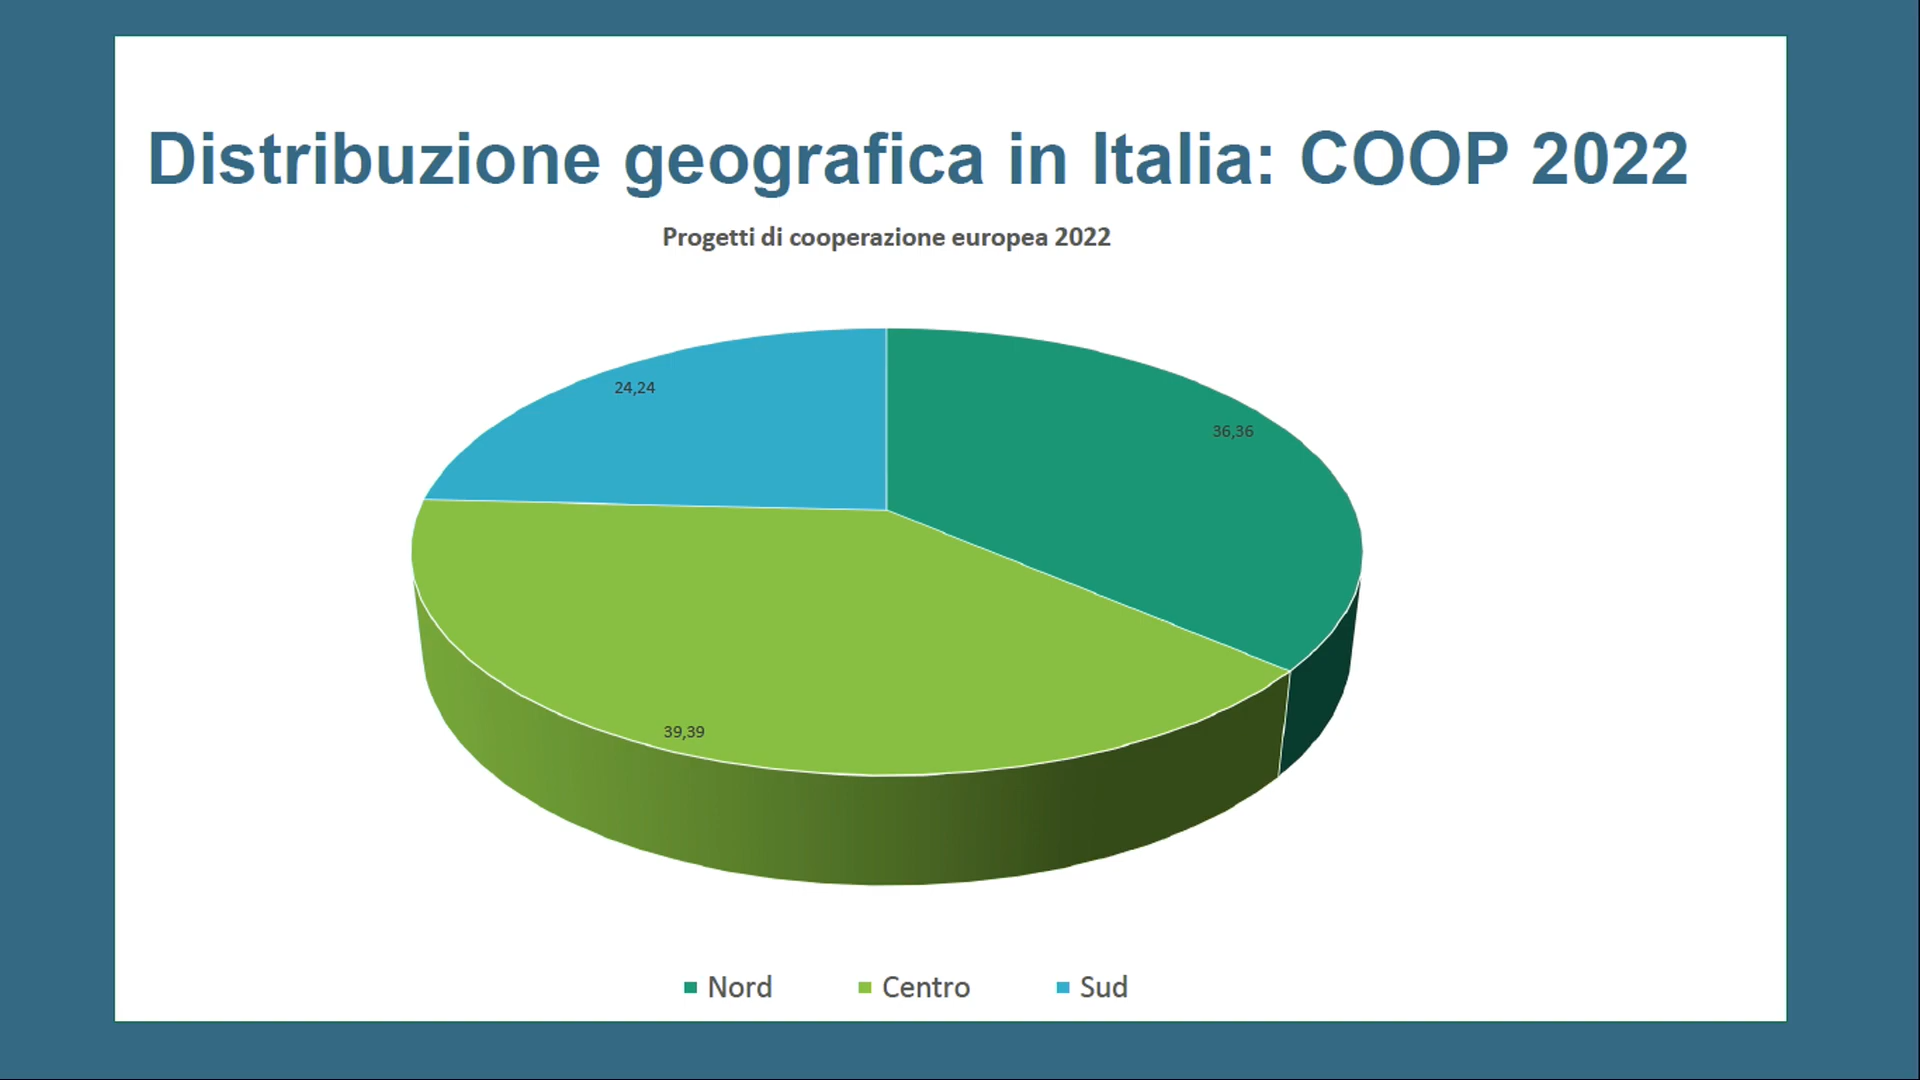 Distribuzione geografica in Italia: COOP 2022
Progetti di cooperazione europea 2022
24,24
36,36
39,39
Nord Centro Sud